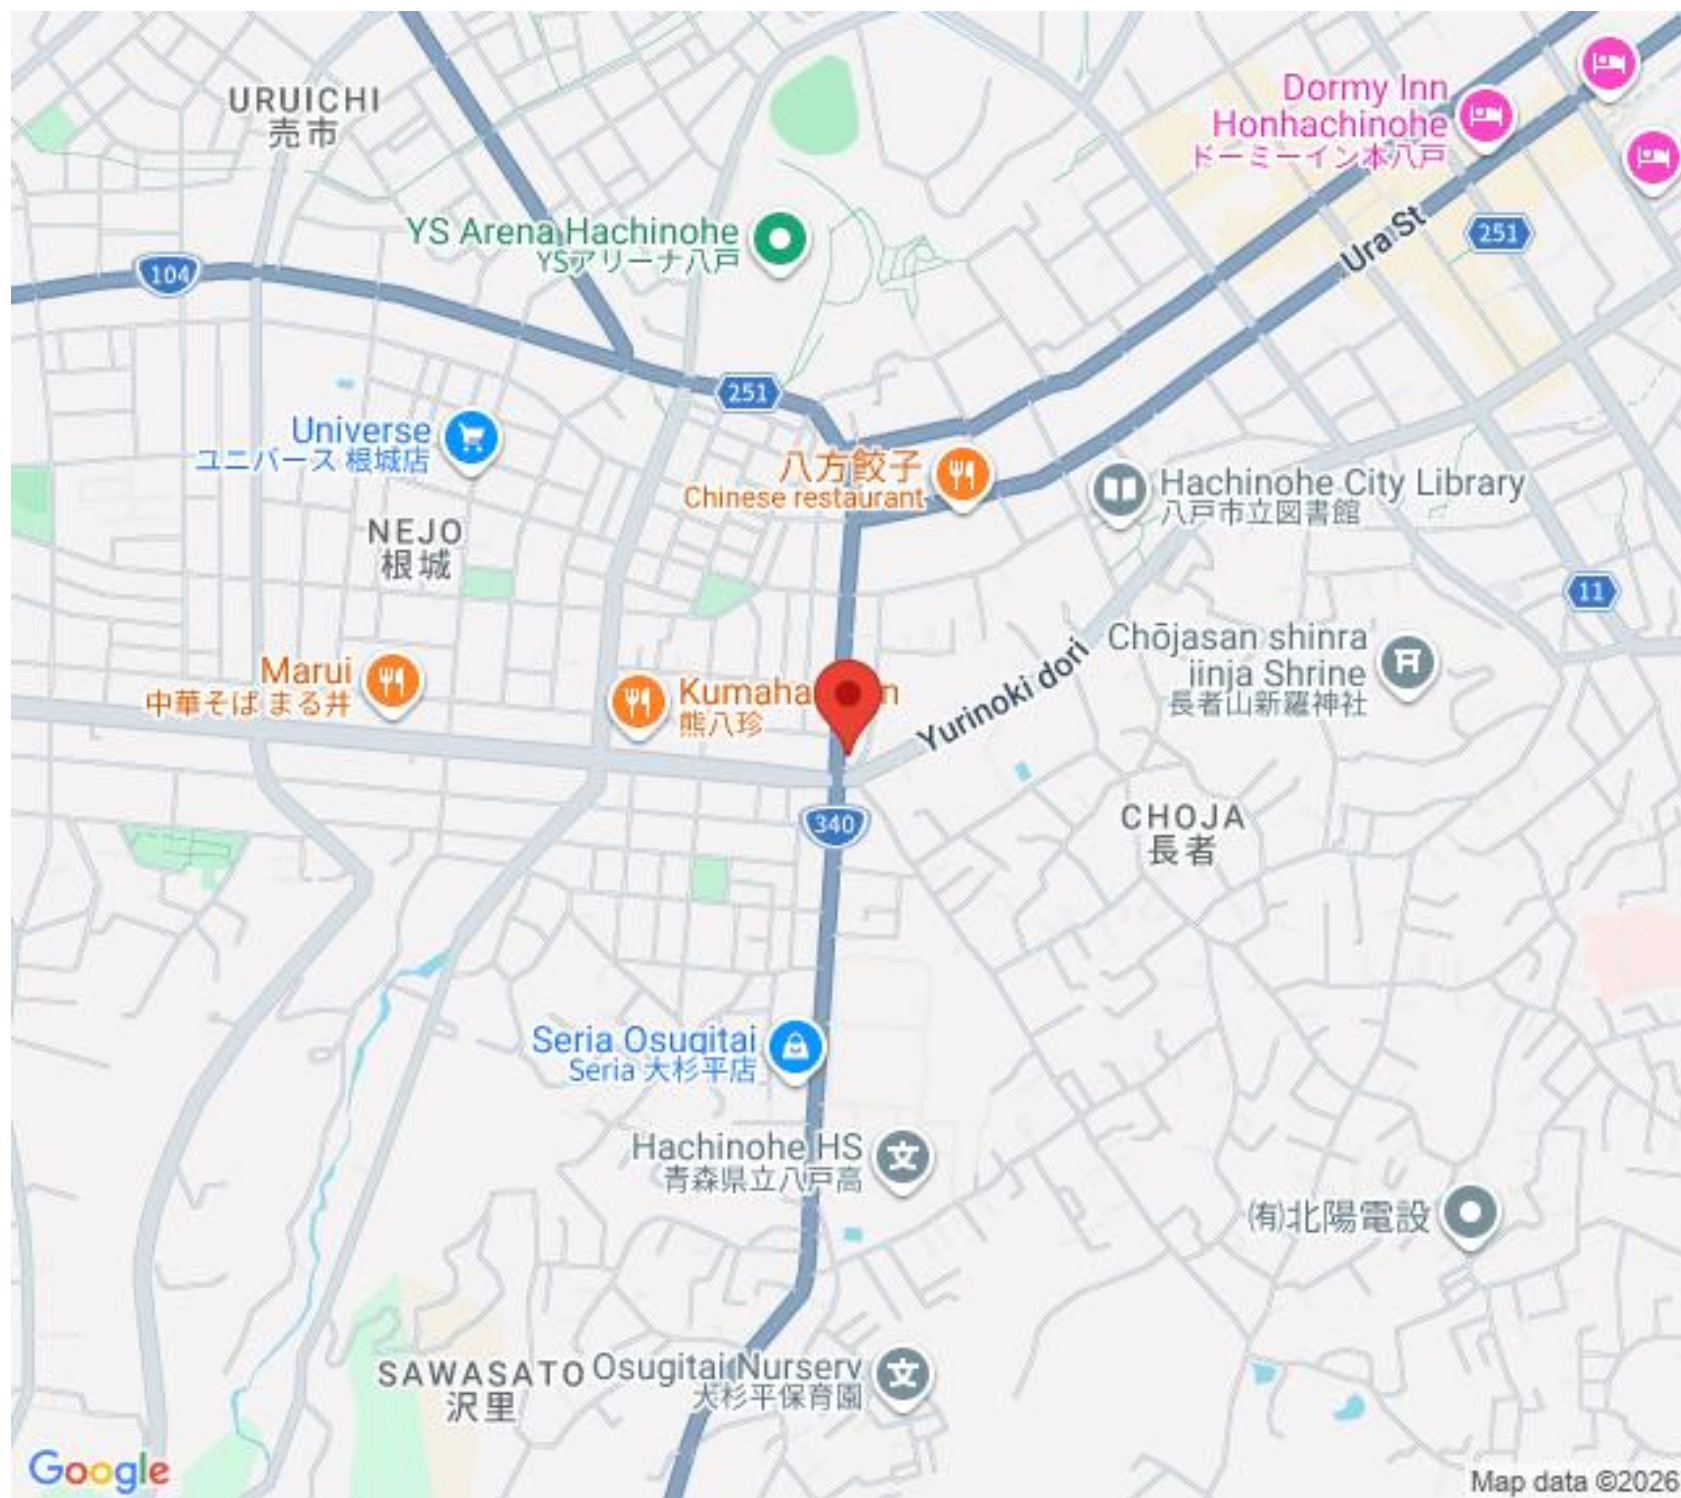 URUICHI
売市
Dormy Inn
Honhachinohe
ドーミーイン本八戸
YS Arena Hachinohe
YSアリーナ八戸
Ura St
251
104
251
Universe
ユニバース 根城店
八方餃子
Chinese restaurant
Hachinohe City Library
八戸市立図書館
NEJO
根城
11
Chōjasan shinra
jinja Shrine
長者山新羅神社
Marui
中華そば まる井
熊八珍
Yurinoki dori
340
CHOJA
長者
Seria Osugitai
Seria 大杉平店
Hachinohe HS
青森県立八戸高
㈲北陽電設
SAWASATO
沢里
Osugitai Nursery
大杉平保育園
Google
Map data ©2026